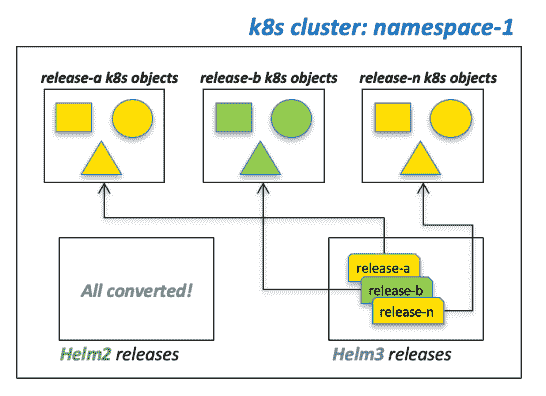 k8s cluster: namespace-1
release-a k8s objects
release-b k8s objects
release-n k8s objects
All converted!
release-a
release-b
release-n
Helm2 releases
Helm3 releases